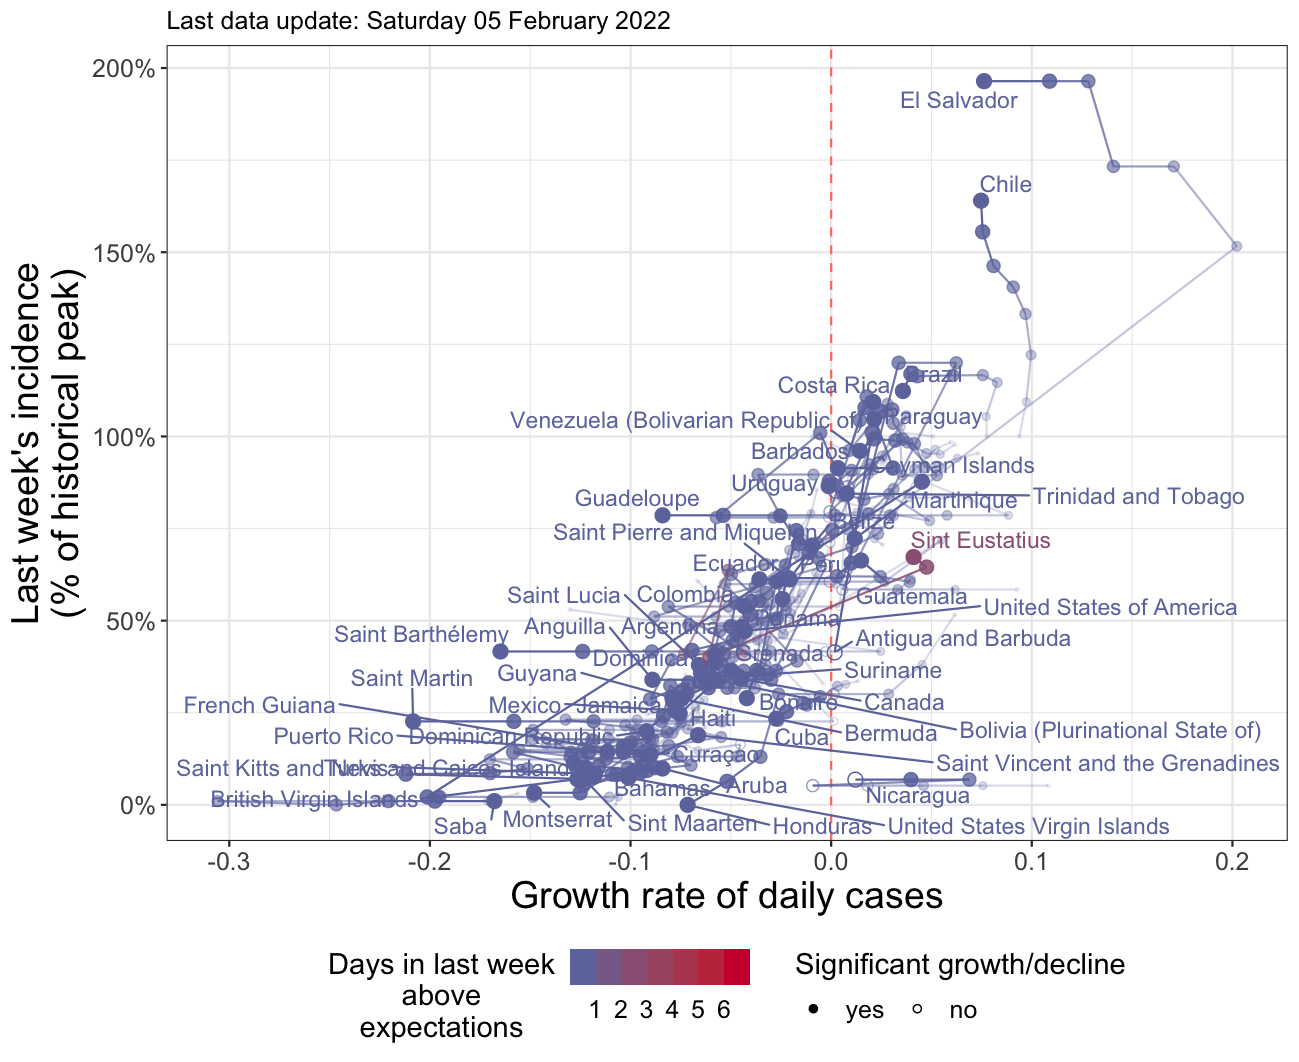 Last data update: Saturday 05 February 2022
Last week's incidence
(% of historical peak)
200%
150%
100%
50%
0%
El Salvador
Chile
Brazil
Costa Rica
Venezuela (Bolivarian Republic of)
Paraguay
Barbados
Cayman Islands
Uruguay
Trinidad and Tobago
Guadeloupe
Martinique
Belize
Saint Pierre and Miquelon
Sint Eustatius
Ecuador
Peru
Saint Lucia
Colombia
Guatemala
United States of America
Panama
Anguilla
Argentina
Saint Barthélemy
Antigua and Barbuda
Dominica
Grenada
Guyana
Suriname
Saint Martin
French Guiana
Mexico
Jamaica
Bonaire
Canada
Haiti
Puerto Rico
Dominican Republic
Cuba
Bermuda
Bolivia (Plurinational State of)
Curaçao
Saint Vincent and the Grenadines
Saint Kitts and Nevis
Turks and Caicos Islands
Bahamas
Aruba
Nicaragua
British Virgin Islands
Saba
Montserrat
Sint Maarten
Honduras
United States Virgin Islands
-0.3
-0.2
-0.1
0.0
0.1
0.2
Growth rate of daily cases
Days in last week
above
expectations
1 2 3 4 5 6
Significant growth/decline
yes
no